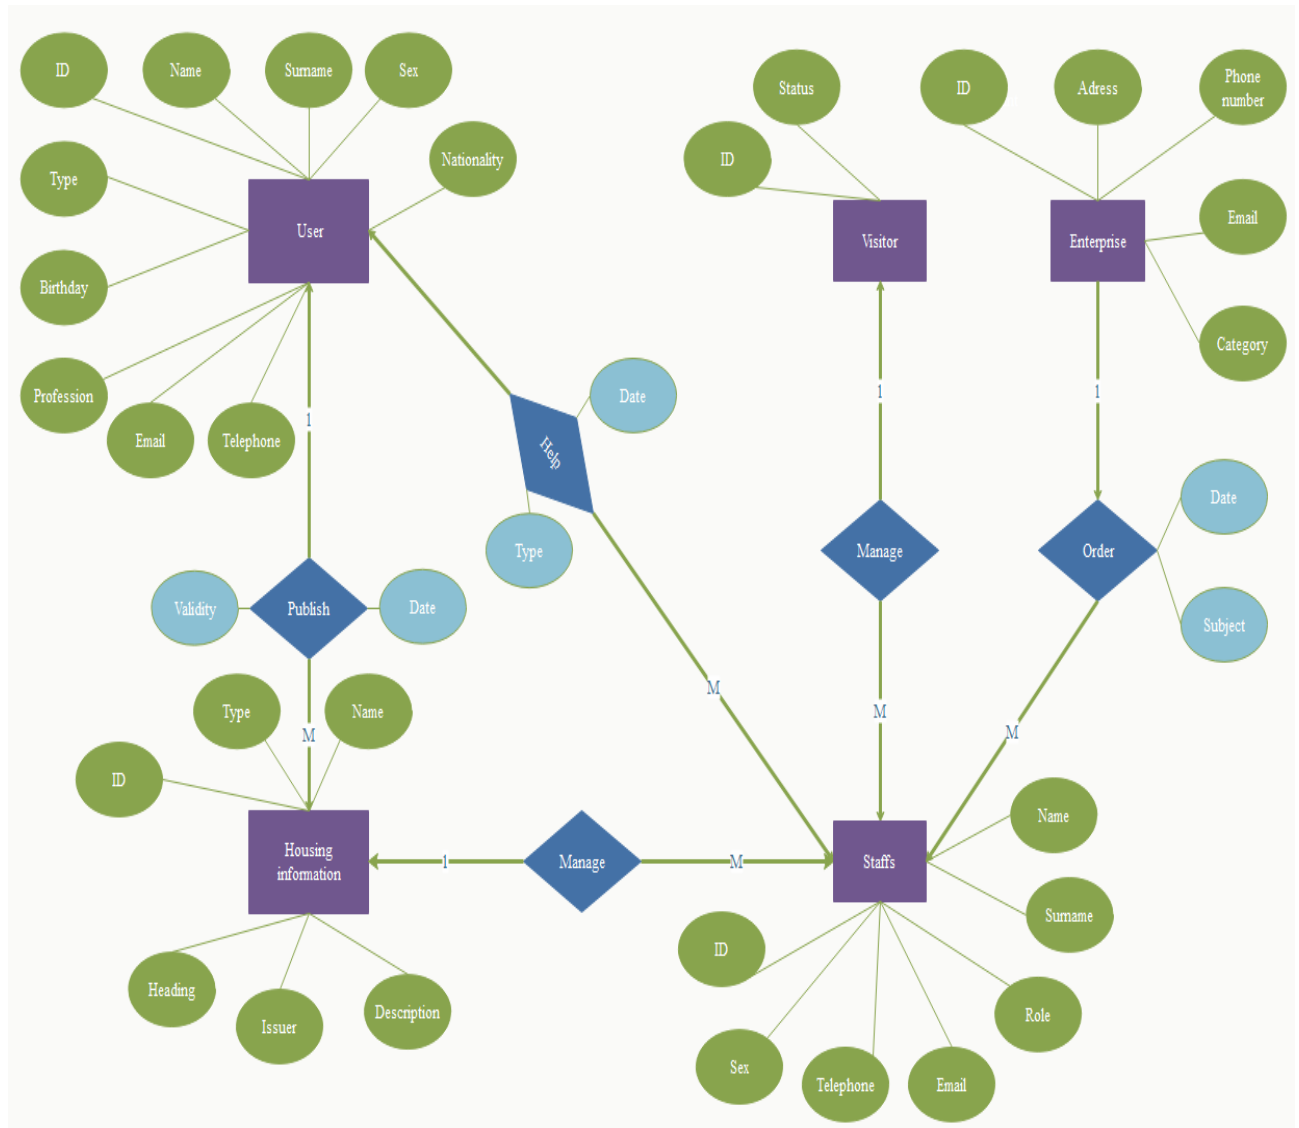 ID
Name
Surname
Sex
Nationality
Type
User
Birthday
Profession
Email
Telephone
1
Status
ID
Visitor
ID
Adress
Phone
number
Enterprise
Email
Category
1
1
Help
Date
Type
Manage
Order
Date
Subject
Validity
Publish
Date
M
M
M
M
Type
Name
ID
Housing
information
1
Manage
M
Staffs
Name
Surname
Heading
Issuer
Description
ID
Sex
Telephone
Email
Role